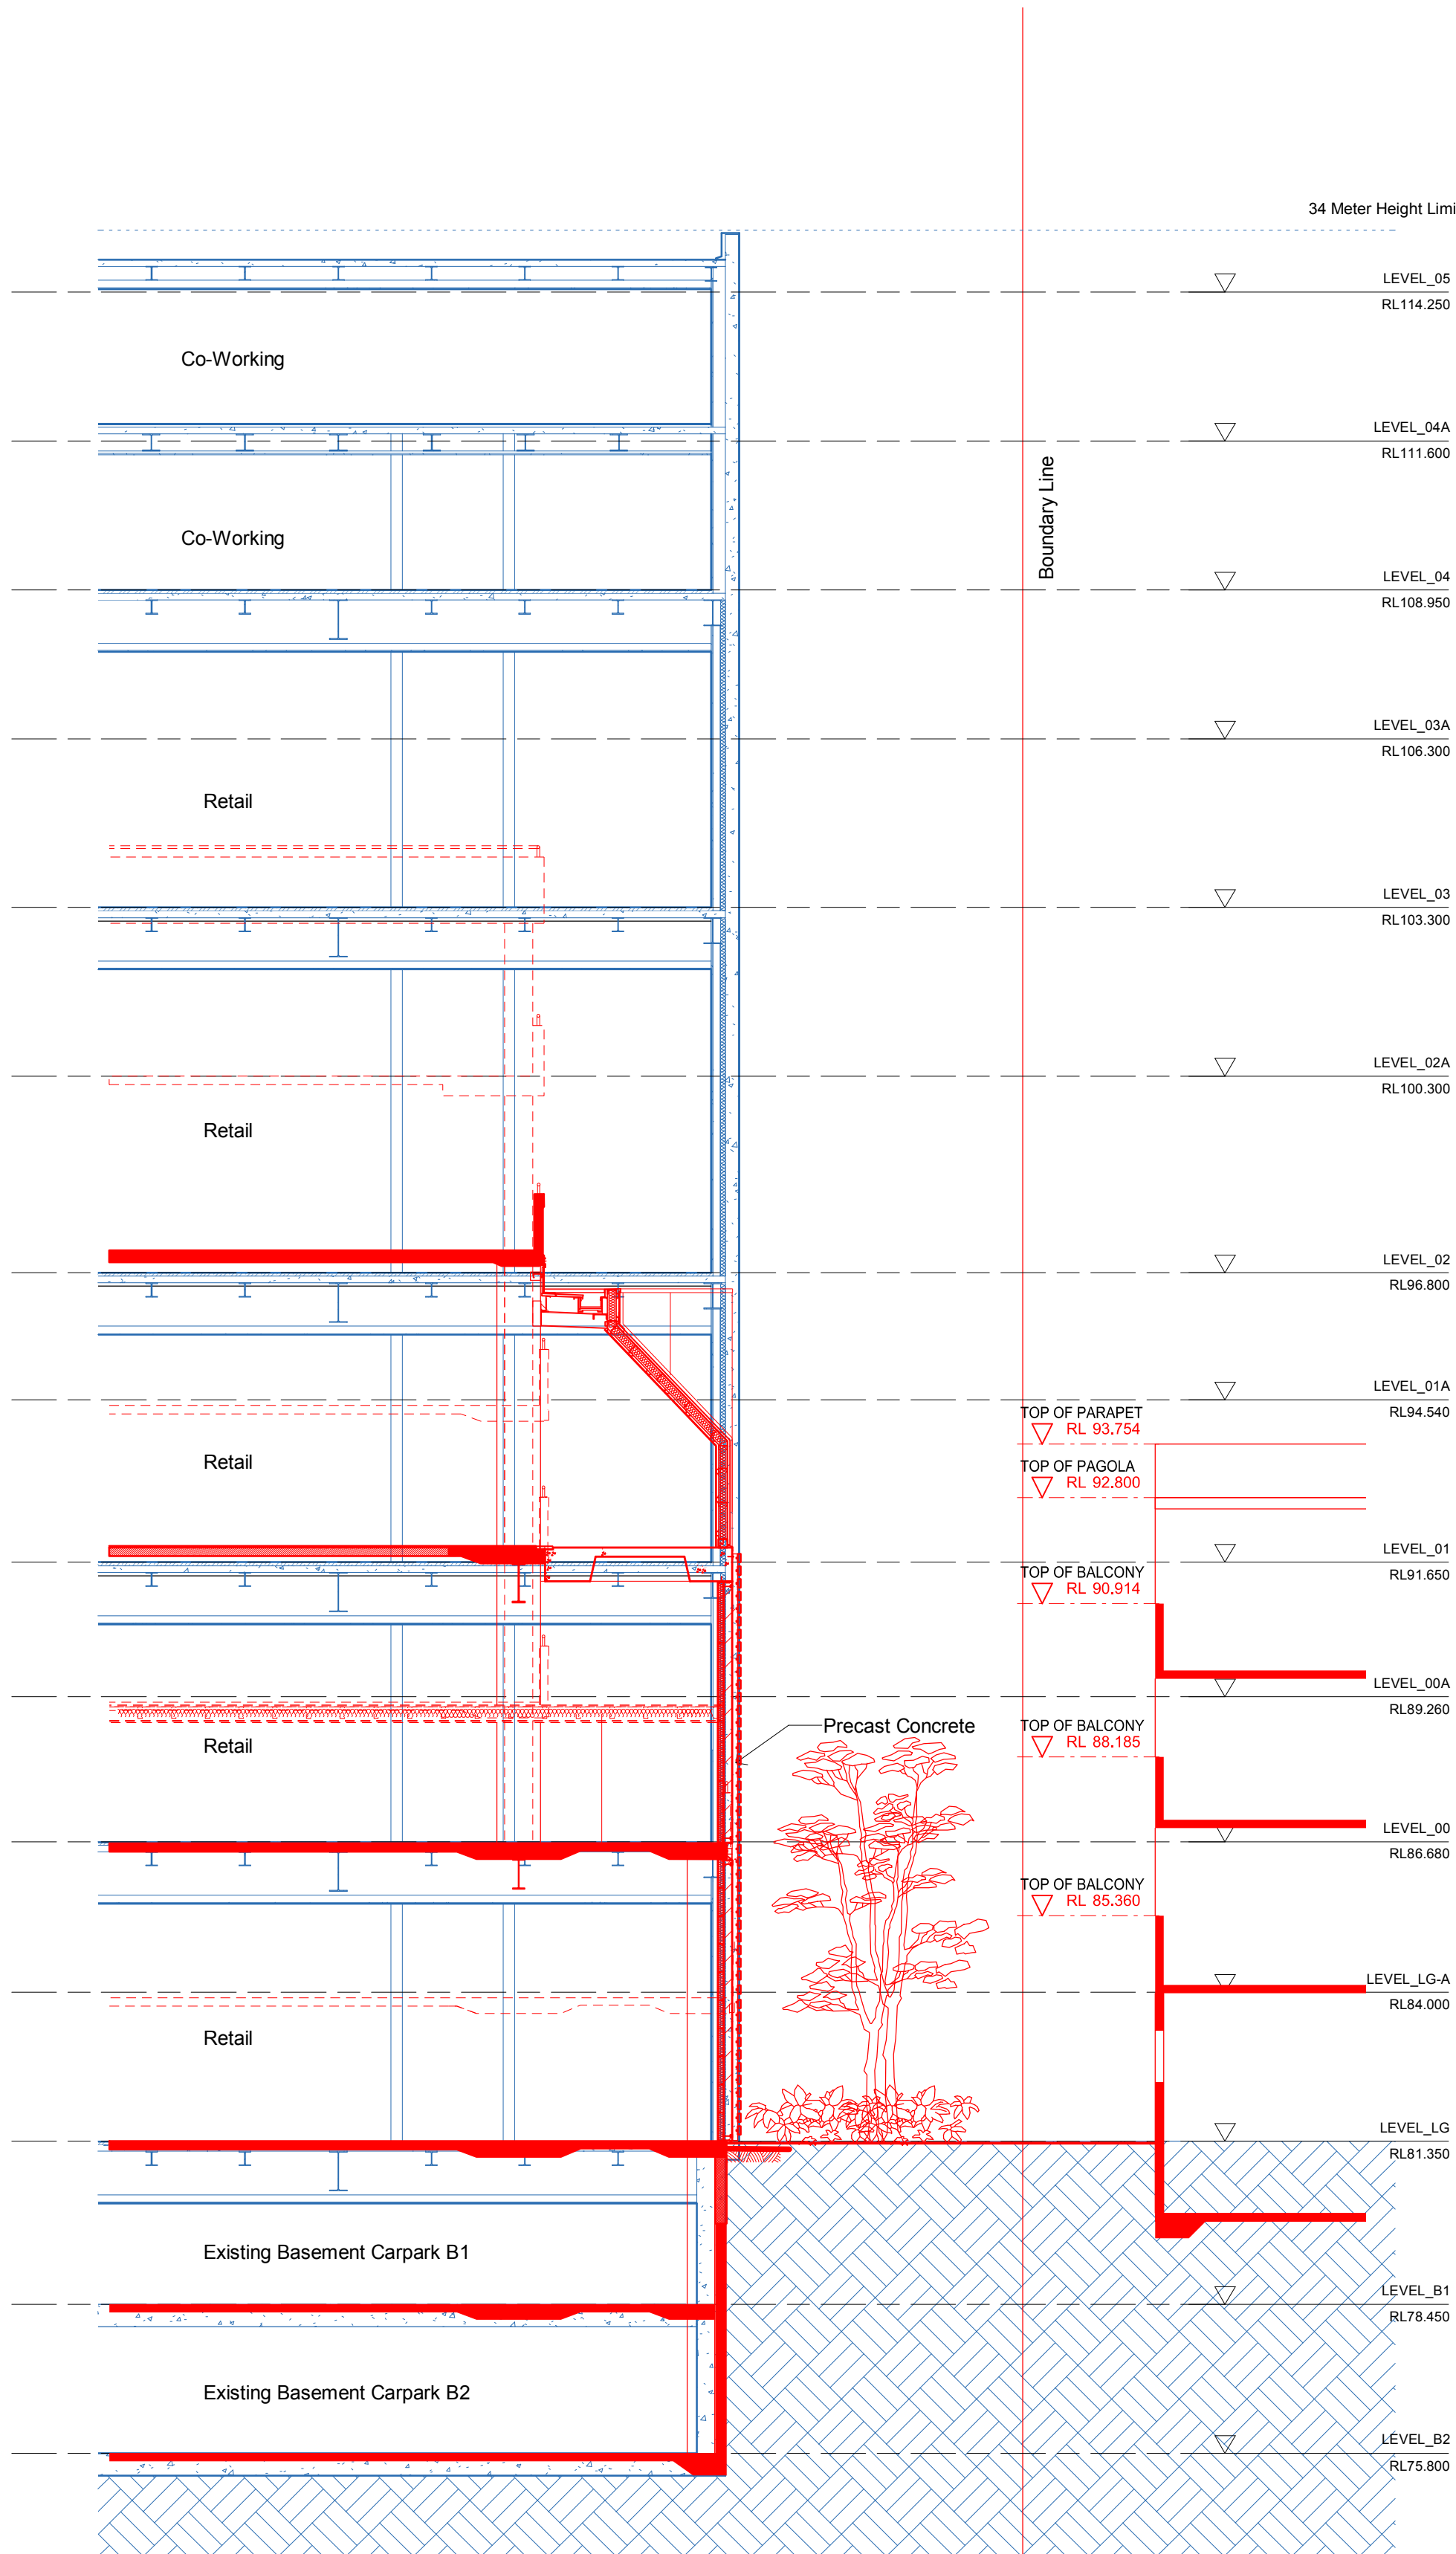 34 Meter Height Limi
LEVEL_05
RL114.250
Co-Working
LEVEL_04A
RL111.600
Boundary Line
Co-Working
LEVEL_04
RL108.950
LEVEL_03A
RL106.300
Retail
LEVEL_03
RL103.300
LEVEL_02A
RL100.300
Retail
LEVEL_02
RL96.800
LEVEL_01A
RL94.540
TOP OF PARAPET
RL 93.754
Retail
TOP OF PAGOLA
RL 92.800
LEVEL_01
RL91.650
TOP OF BALCONY
RL 90.914
LEVEL_00A
RL89.260
Precast Concrete
TOP OF BALCONY
RL 88.185
Retail
LEVEL_00
RL86.680
TOP OF BALCONY
RL 85.360
LEVEL_LG-A
RL84.000
Retail
LEVEL_LG
RL81.350
Existing Basement Carpark B1
LEVEL_B1
RL78.450
Existing Basement Carpark B2
LEVEL_B2
RL75.800